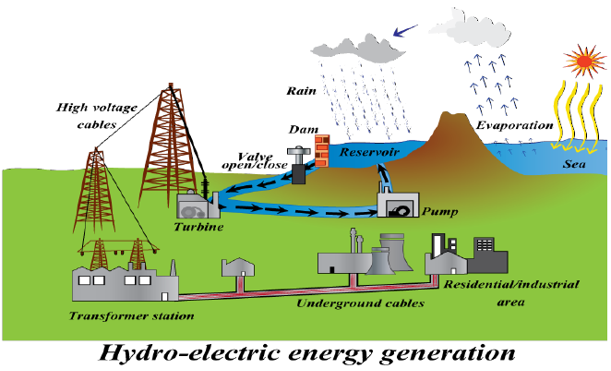 Rain
High voltage
cables
Evaporation
Dam
Valve
open/close
Reservoir
Sea
Turbine
Pump
Residential/industrial
area
Underground cables
Transformer station
Hydro-electric energy generation